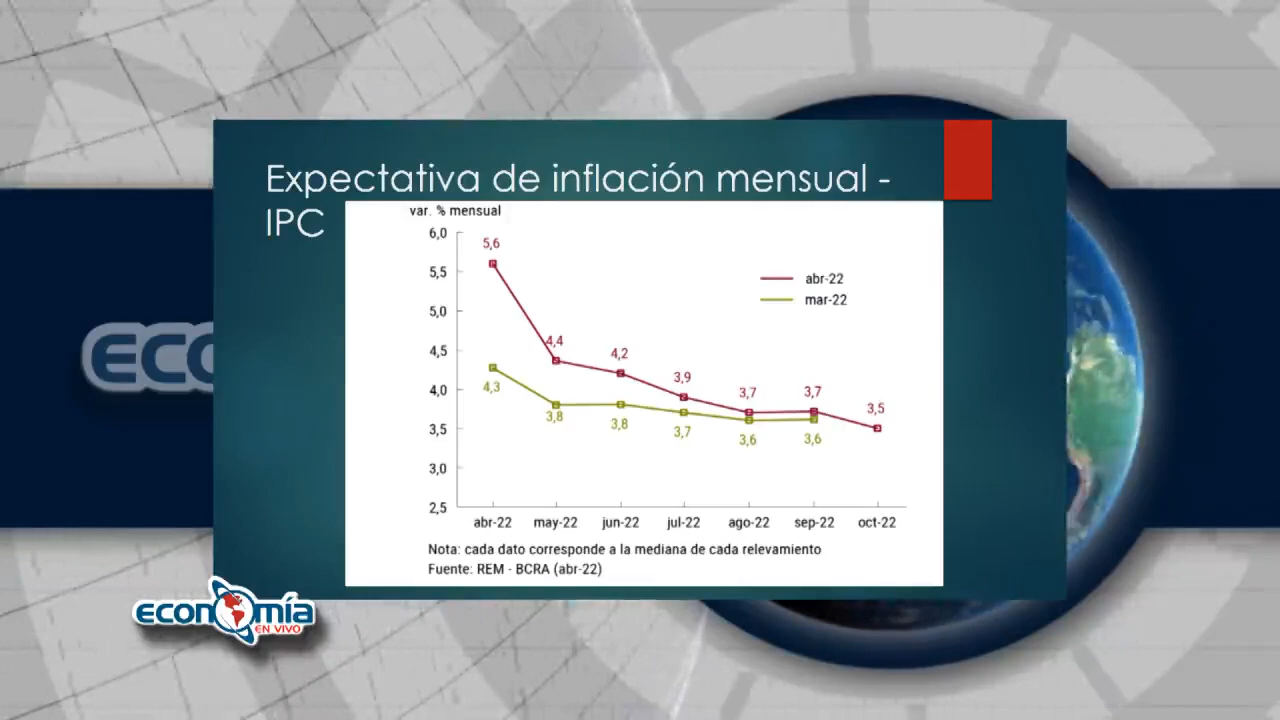 Expectativa de inflación mensual -
IPC
var. % mensual
6,0
5,5
5,0
4,5
4,0
3,5
3,0
2,5
5,6
4,4
4,2
3,9
3,7
3,7
3,5
4,3
3,8
3,8
3,7
3,6
3,6
abr-22
mar-22
abr-22 may-22 jun-22 jul-22 ago-22 sep-22 oct-22
Nota: cada dato corresponde a la mediana de cada relevamiento
Fuente: REM - BCRA (abr-22)
ECO
economía
EN VIVO